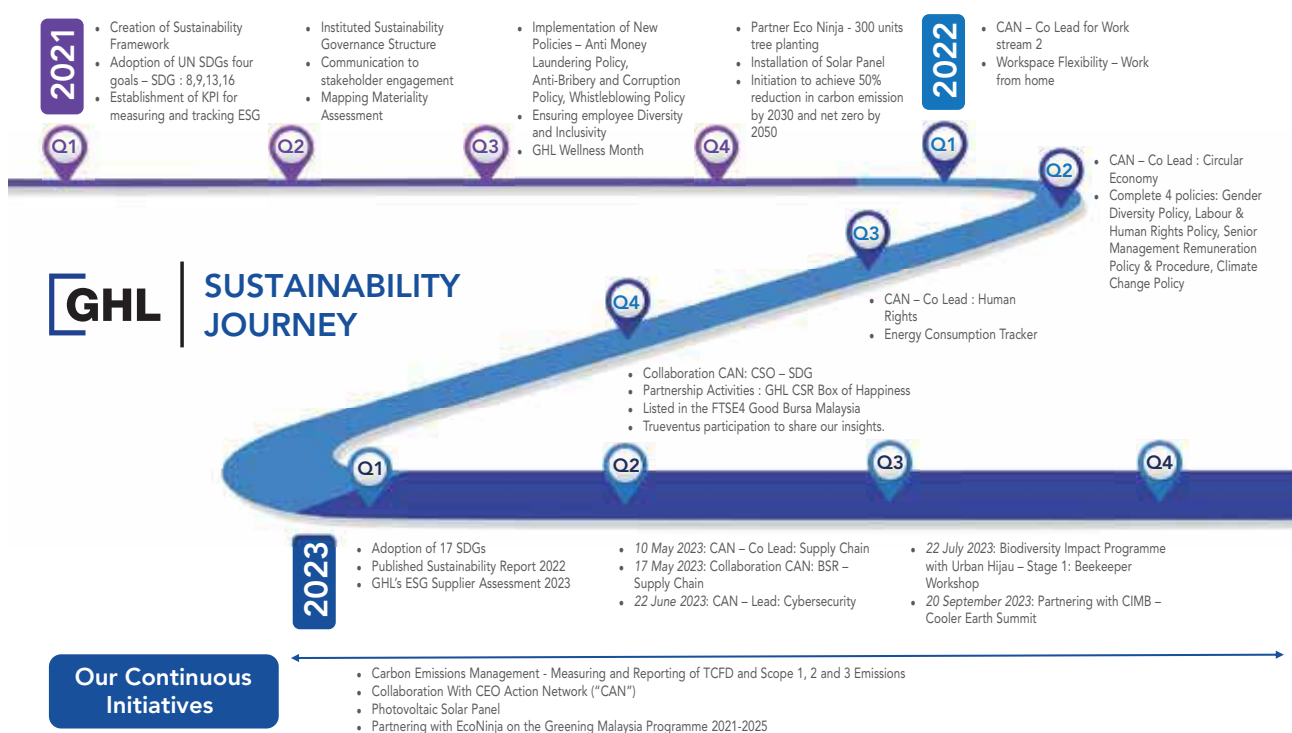 2021
• Creation of Sustainability
Framework
• Adoption of UN SDGs four
goals – SDG : 8,9,13,16
• Establishment of KPI for
measuring and tracking ESG
• Instituted Sustainability
Governance Structure
• Communication to
stakeholder engagement
• Mapping Materiality
Assessment
• Implementation of New
Policies – Anti Money
Laundering Policy,
Anti-Bribery and Corruption
Policy, Whistleblowing Policy
• Ensuring employee Diversity
and Inclusivity
• GHL Wellness Month
• Partner Eco Ninja - 300 units
tree planting
• Installation of Solar Panel
• Initiation to achieve 50%
reduction in carbon emission
by 2030 and net zero by
2050
2022
• CAN – Co Lead for Work
stream 2
• Workspace Flexibility – Work
from home
Q1
Q2
Q3
Q4
Q1
Q2
• CAN – Co Lead : Circular
Economy
• Complete 4 policies: Gender
Diversity Policy, Labour &
Human Rights Policy, Senior
Management Remuneration
Policy & Procedure, Climate
Change Policy
Q3
• CAN – Co Lead : Human
Rights
• Energy Consumption Tracker
GHL
SUSTAINABILITY
JOURNEY
Q4
• Collaboration CAN: CSO – SDG
• Partnership Activities : GHL CSR Box of Happiness
• Listed in the FTSE4 Good Bursa Malaysia
• Trueventus participation to share our insights.
Q1
Q2
Q3
Q4
2023
• Adoption of 17 SDGs
• Published Sustainability Report 2022
• GHL's ESG Supplier Assessment 2023
• 10 May 2023: CAN – Co Lead: Supply Chain
• 17 May 2023: Collaboration CAN: BSR –
Supply Chain
• 22 June 2023: CAN – Lead: Cybersecurity
• 22 July 2023: Biodiversity Impact Programme
with Urban Hijau – Stage 1: Beekeeper
Workshop
• 20 September 2023: Partnering with CIMB –
Cooler Earth Summit
Our Continuous
Initiatives
• Carbon Emissions Management - Measuring and Reporting of TCFD and Scope 1, 2 and 3 Emissions
• Collaboration With CEO Action Network ("CAN")
• Photovoltaic Solar Panel
• Partnering with EcoNinja on the Greening Malaysia Programme 2021-2025